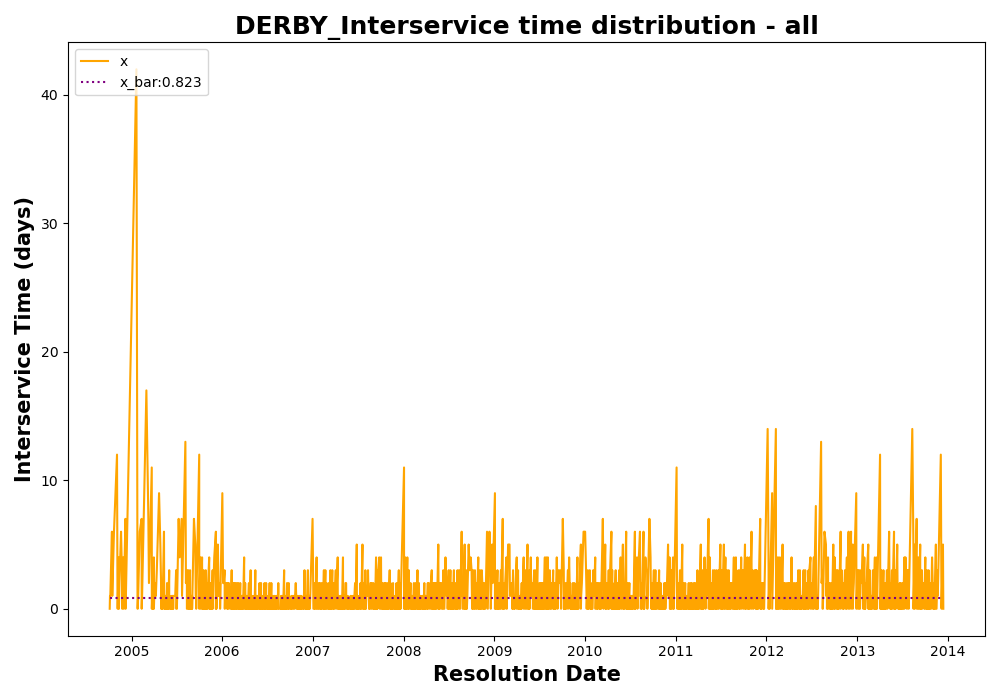 DERBY_Interservice time distribution - all
x
x_bar:0.823
Interservice Time (days)
40
30
20
10
0
2005 2006 2007 2008 2009 2010 2011 2012 2013 2014
Resolution Date